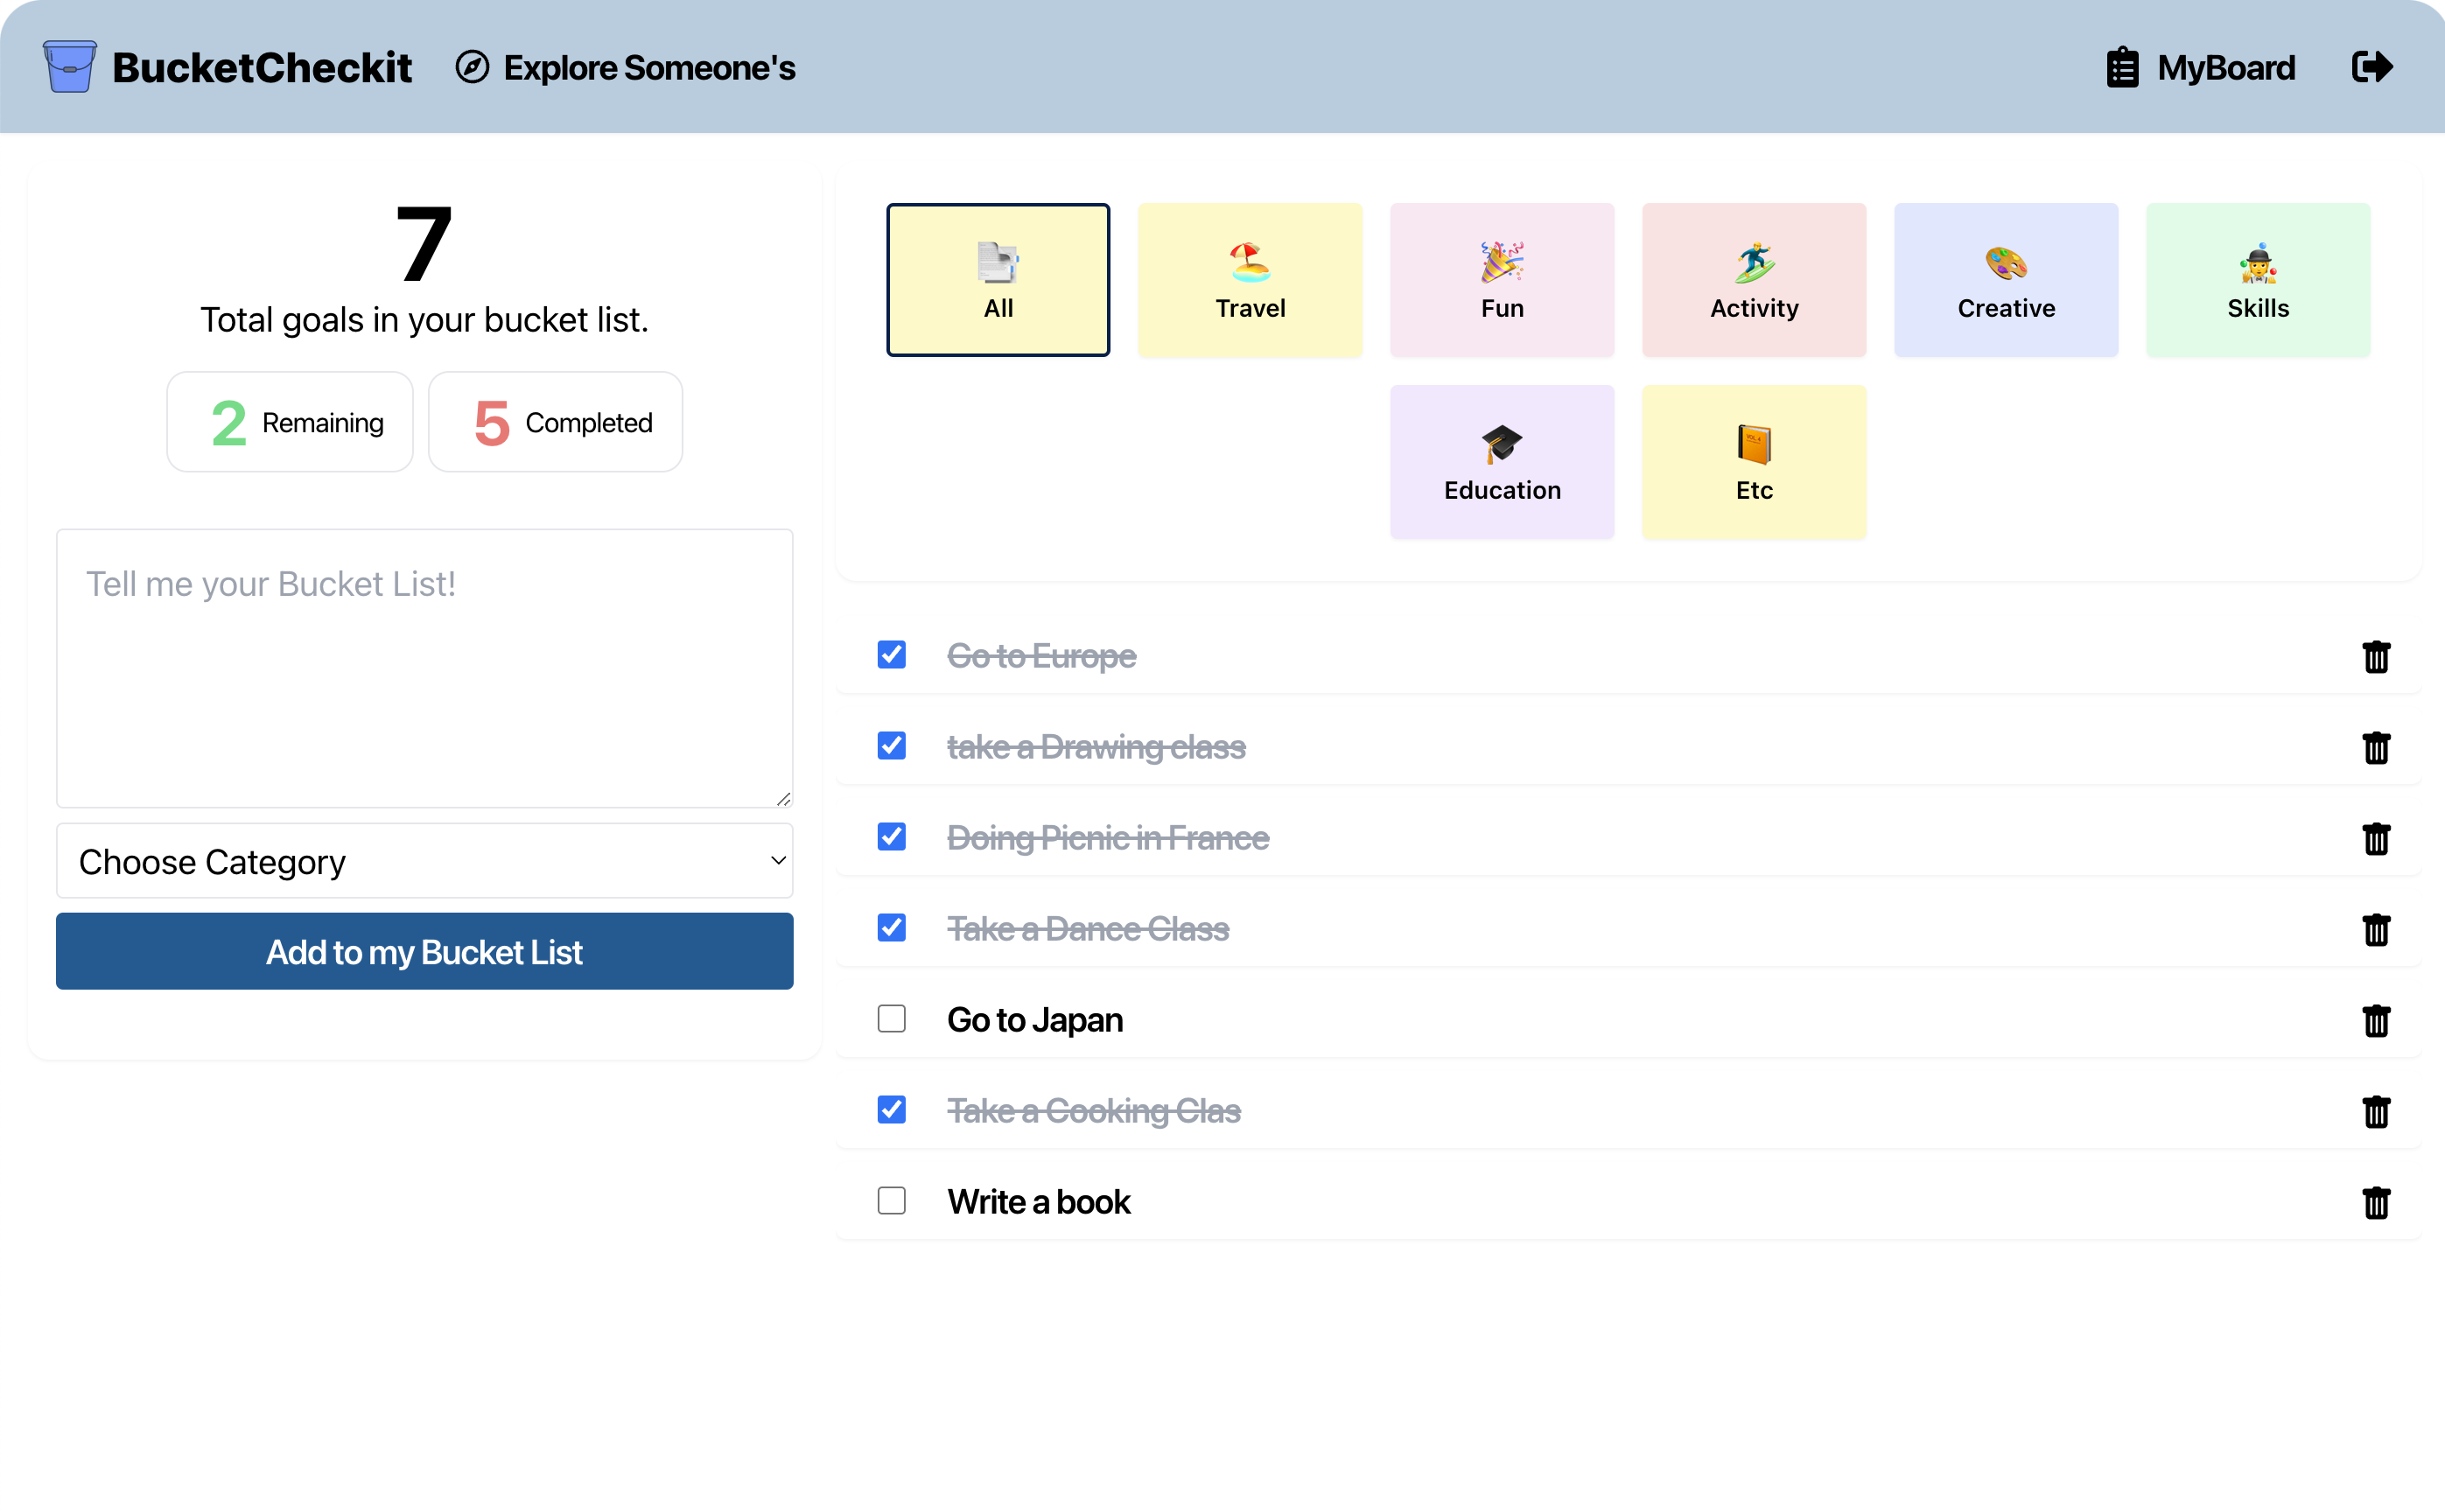 BucketCheckit
Explore Someone's
MyBoard
7
Total goals in your bucket list.
2 Remaining
5 Completed
Tell me your Bucket List!
Choose Category
Add to my Bucket List
All
Travel
Fun
Activity
Creative
Skills
Education
Etc
Go to Europe
take a Drawing class
Doing Picnic in France
Take a Dance Class
Go to Japan
Take a Cooking Clas
Write a book